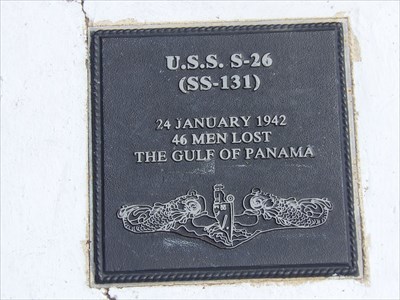 U.S.S. S-26
(SS-131)
24 JANUARY 1942
46 MEN LOST
THE GULF OF PANAMA